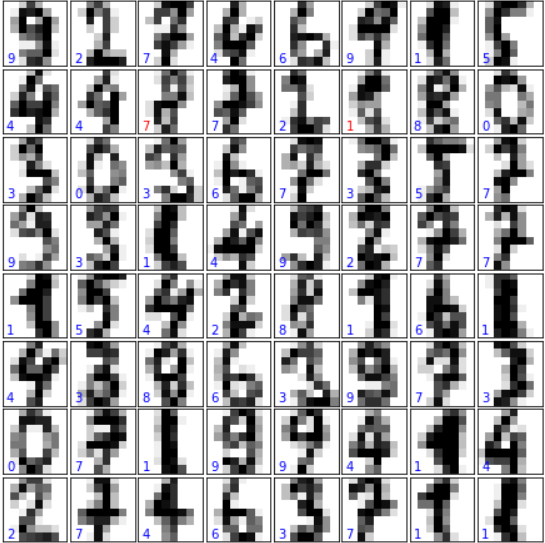 9 2 7 4 6 9 1 5
4 4 7 7 2 1 8 0
3 0 3 6 7 3 5 7
9 3 1 4 9 2 7 7
1 5 4 2 8 1 6 1
4 3 8 6 3 9 7 3
0 7 1 9 9 4 1 4
2 7 4 6 3 7 1 1